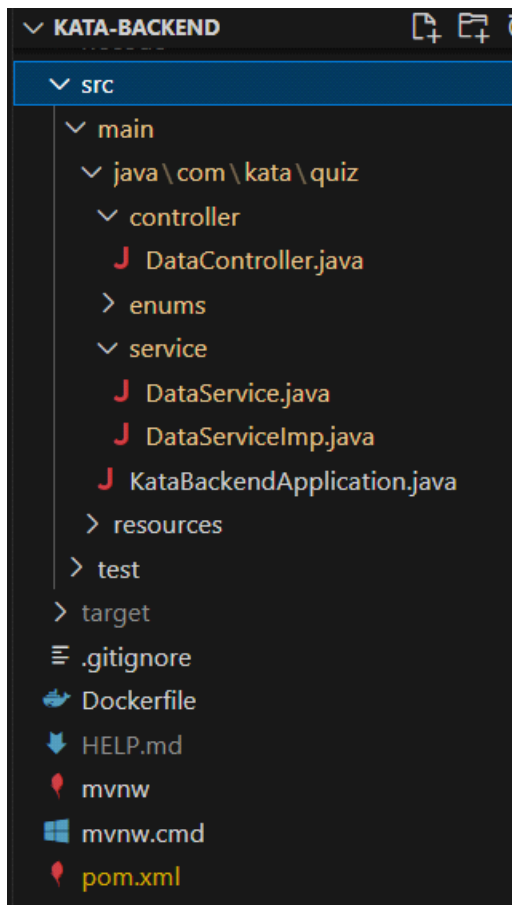 KATA-BACKEND
src
main
java\com\kata\quiz
controller
DataController.java
enums
service
DataService.java
DataServiceImp.java
KataBackendApplication.java
resources
test
target
.gitignore
Dockerfile
HELP.md
mvnw
mvnw.cmd
pom.xml